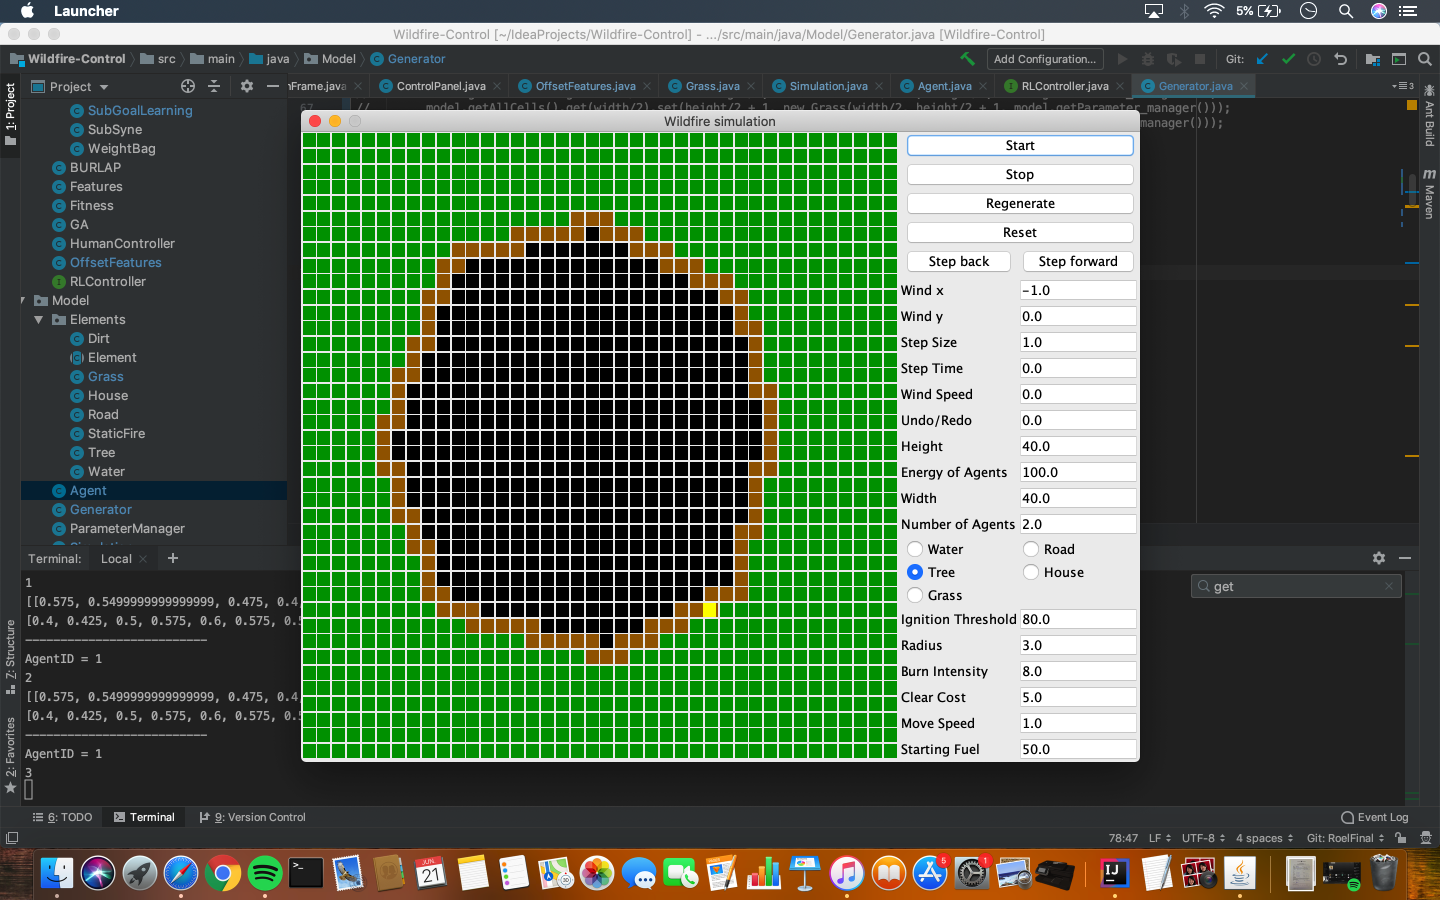 Launcher
5%
Wildfire-Control [~/IdeaProjects/Wildfire-Control] - .../src/main/java/Model/Generator.java [Wildfire-Control]
Wildfire-Control
src
main
java
Model
Generator
Add Configuration...
Git:
Project
nFrame.java
ControlPanel.java
OffsetFeatures.java
Grass.java
Simulation.java
Agent.java
RLController.java
Generator.java
3
67
// model.getAllCells().get(width/2).set(height/2 + 1, new Grass(width/2, height/2 + 1, model.getParameter_manager()));
manager()));
1: Project
Z: Structure
2: Favorites
Ant Build
Maven
SubGoalLearning
SubSyne
WeightBag
BURLAP
Features
Fitness
GA
HumanController
OffsetFeatures
RLController
Model
Elements
Dirt
Element
Grass
House
Road
StaticFire
Tree
Water
Agent
Generator
ParameterManager
Wildfire simulation
Start
Stop
Regenerate
Reset
Step back
Step forward
Wind x
-1.0
Wind y
0.0
Step Size
1.0
Step Time
0.0
Wind Speed
0.0
Undo/Redo
0.0
Height
40.0
Energy of Agents
100.0
Width
40.0
Number of Agents
2.0
Water
Road
Tree
House
Grass
Ignition Threshold
80.0
Radius
3.0
Burn Intensity
8.0
Clear Cost
5.0
Move Speed
1.0
Starting Fuel
50.0
Terminal:
Local
get
1
[[0.575, 0.5499999999999999, 0.475, 0.4
[0.4, 0.425, 0.5, 0.575, 0.6, 0.575, 0.5
---------------------------
AgentID = 1
2
[[0.575, 0.5499999999999999, 0.475, 0.4
[0.4, 0.425, 0.5, 0.575, 0.6, 0.575, 0.5
---------------------------
AgentID = 1
3
6: TODO
Terminal
9: Version Control
Event Log
78:47
LF
UTF-8
4 spaces
Git: RoelFinal
JUN
21
5
1
IJ